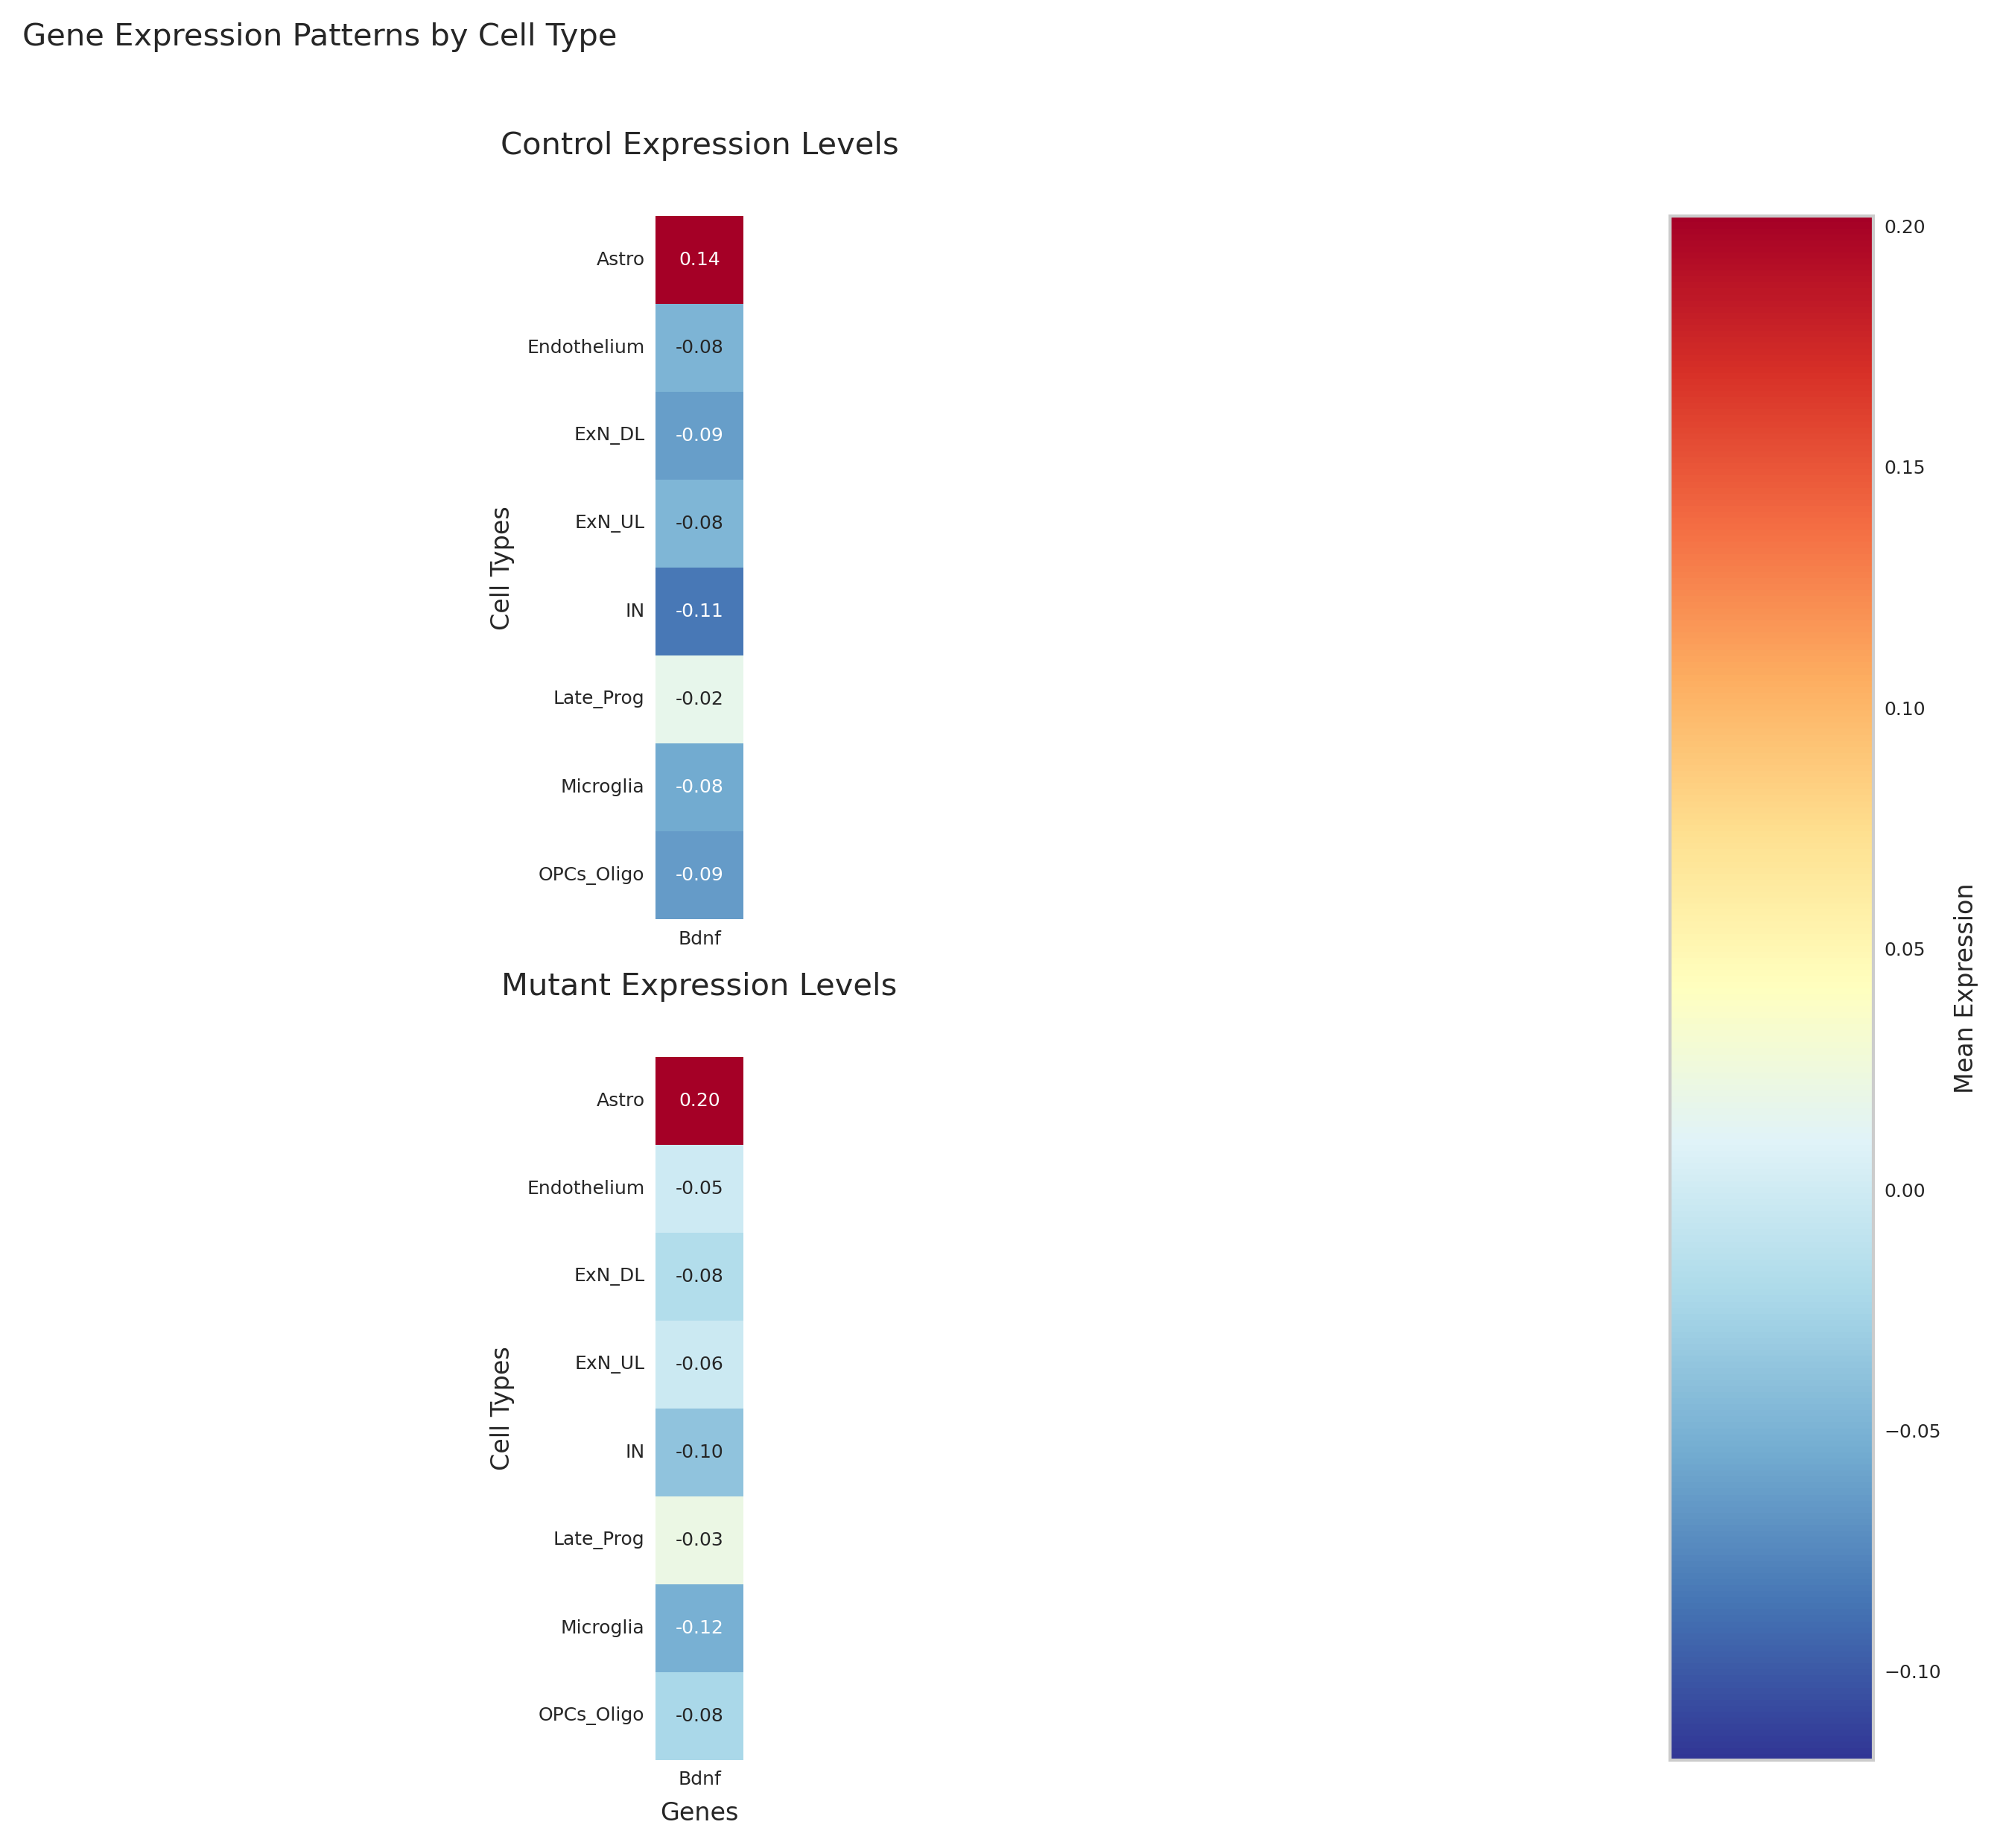 Gene Expression Patterns by Cell Type
Control Expression Levels
Cell Types
Astro 0.14
Endothelium -0.08
ExN_DL -0.09
ExN_UL -0.08
IN -0.11
Late_Prog -0.02
Microglia -0.08
OPCs_Oligo -0.09
Bdnf
Mutant Expression Levels
Cell Types
Astro 0.20
Endothelium -0.05
ExN_DL -0.08
ExN_UL -0.06
IN -0.10
Late_Prog -0.03
Microglia -0.12
OPCs_Oligo -0.08
Bdnf
Genes
0.20
0.15
0.10
0.05
0.00
−0.05
−0.10
Mean Expression